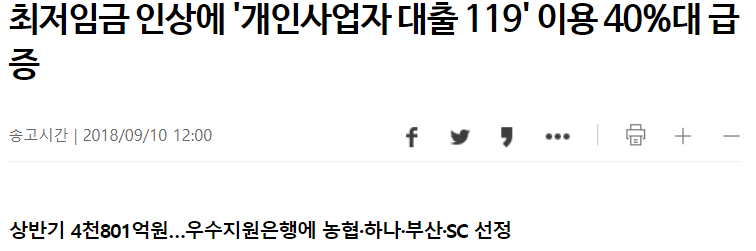 최저임금 인상에 '개인사업자 대출 119' 이용 40%대 급
증
송고시간 | 2018/09/10 12:00
상반기 4천801억원…우수지원은행에 농협·하나·부산·SC 선정